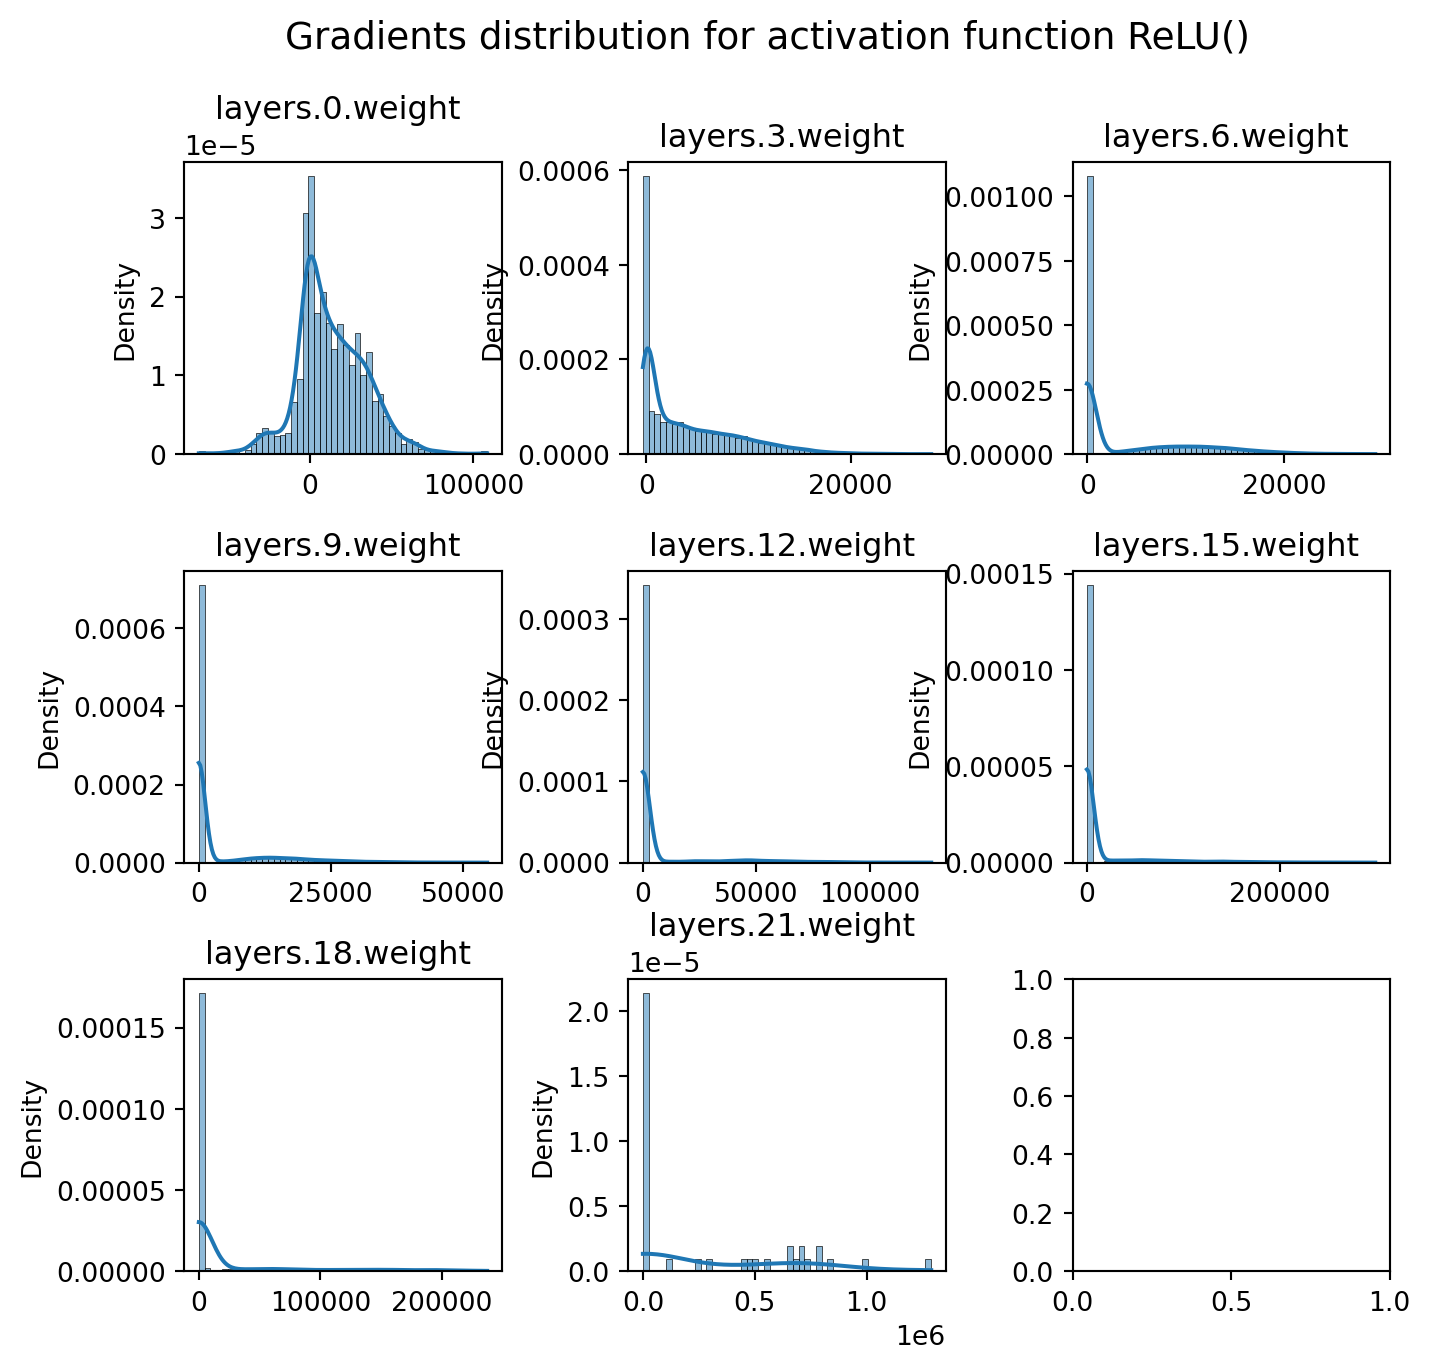 Gradients distribution for activation function ReLU()
layers.0.weight
1e−5
Density
3
2
1
0
0 100000
layers.3.weight
Density
0.0006
0.0004
0.0002
0.0000
0 20000
layers.6.weight
Density
0.00100
0.00075
0.00050
0.00025
0.00000
0 20000
layers.9.weight
Density
0.0006
0.0004
0.0002
0.0000
0 25000 50000
layers.12.weight
Density
0.0003
0.0002
0.0001
0.0000
0 50000 100000
layers.15.weight
Density
0.00015
0.00010
0.00005
0.00000
0 200000
layers.18.weight
Density
0.00015
0.00010
0.00005
0.00000
0 100000 200000
layers.21.weight
1e−5
Density
2.0
1.5
1.0
0.5
0.0
0.0 0.5 1.0
1e6
1.0
0.8
0.6
0.4
0.2
0.0
0.0 0.5 1.0